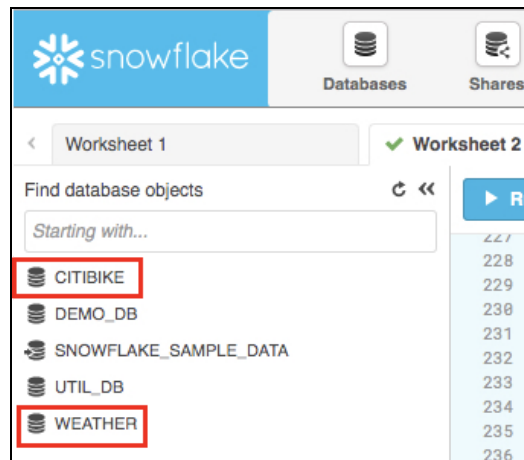 snowflake
Databases
Shares
Worksheet 1
Worksheet 2
Find database objects
Starting with...
R
227
228
229
230
231
232
233
234
235
236
CITIBIKE
DEMO_DB
SNOWFLAKE_SAMPLE_DATA
UTIL_DB
WEATHER